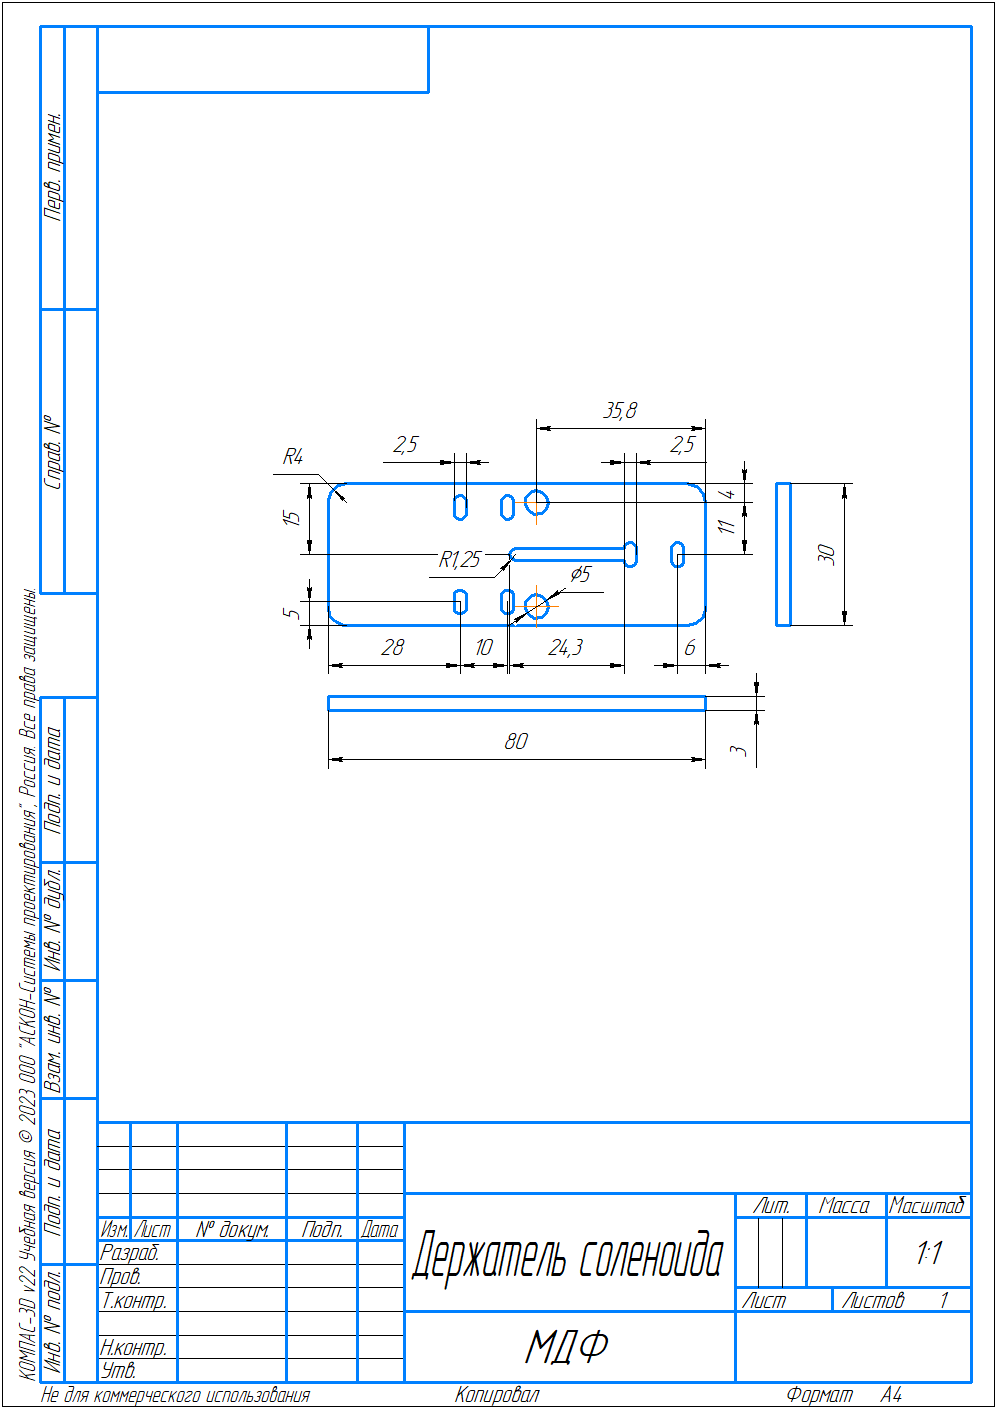 Перв. примен.
Справ. №
Подп. и дата
Инв. № дубл.
Взам. инв. №
Подп. и дата
Инв. № подл.
КОМПАС-3D v22 Учебная версия © 2023 ООО "АСКОН-Системы проектирования", Россия. Все права защищены.
35,8
2,5
2,5
R4
4
15
11
R1,25
ϕ5
30
5
28
10
24,3
6
80
3
Лит.
Масса
Масштаб
Изм.
Лист
№ докум.
Подп.
Дата
Держатель соленоида
1:1
Разраб.
Пров.
Т.контр.
Лист
Листов 1
Н.контр.
МДФ
Утв.
Не для коммерческого использования
Копировал
Формат А4